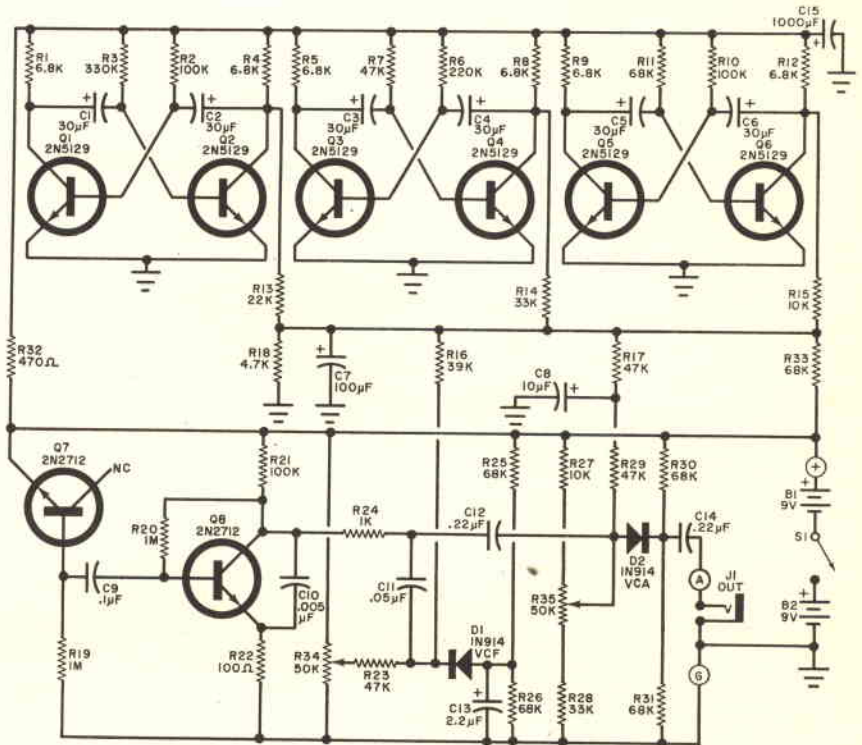 C15
1000µF
+
R1
6.8K
R3
330K
R2
100K
R4
6.8K
R5
6.8K
R7
47K
R6
220K
R8
6.8K
R9
6.8K
R11
68K
R10
100K
R12
6.8K
+
C1
30µF
+
C2
30µF
+
C3
30µF
+
C4
30µF
+
C5
30µF
+
C6
30µF
Q1
2N5129
Q2
2N5129
Q3
2N5129
Q4
2N5129
Q5
2N5129
Q6
2N5129
R13
22K
R14
33K
R15
10K
R32
470Ω
R18
4.7K
+
C7
100µF
R16
39K
C8
10µF
+
R17
47K
R33
68K
Q7
2N2712
NC
R21
100K
R25
68K
R27
10K
R29
47K
R30
68K
+
+
B1
9V
R20
1M
Q8
2N2712
R24
1K
C12
.22µF
C14
.22µF
S1
D2
1N914
VCA
A
J1
OUT
C9
.1µF
C10
.005
µF
C11
.05µF
R35
50K
+
B2
9V
R19
1M
R22
100Ω
R34
50K
R23
47K
D1
1N914
VCF
+
C13
2.2µF
R26
68K
R28
33K
R31
68K
G